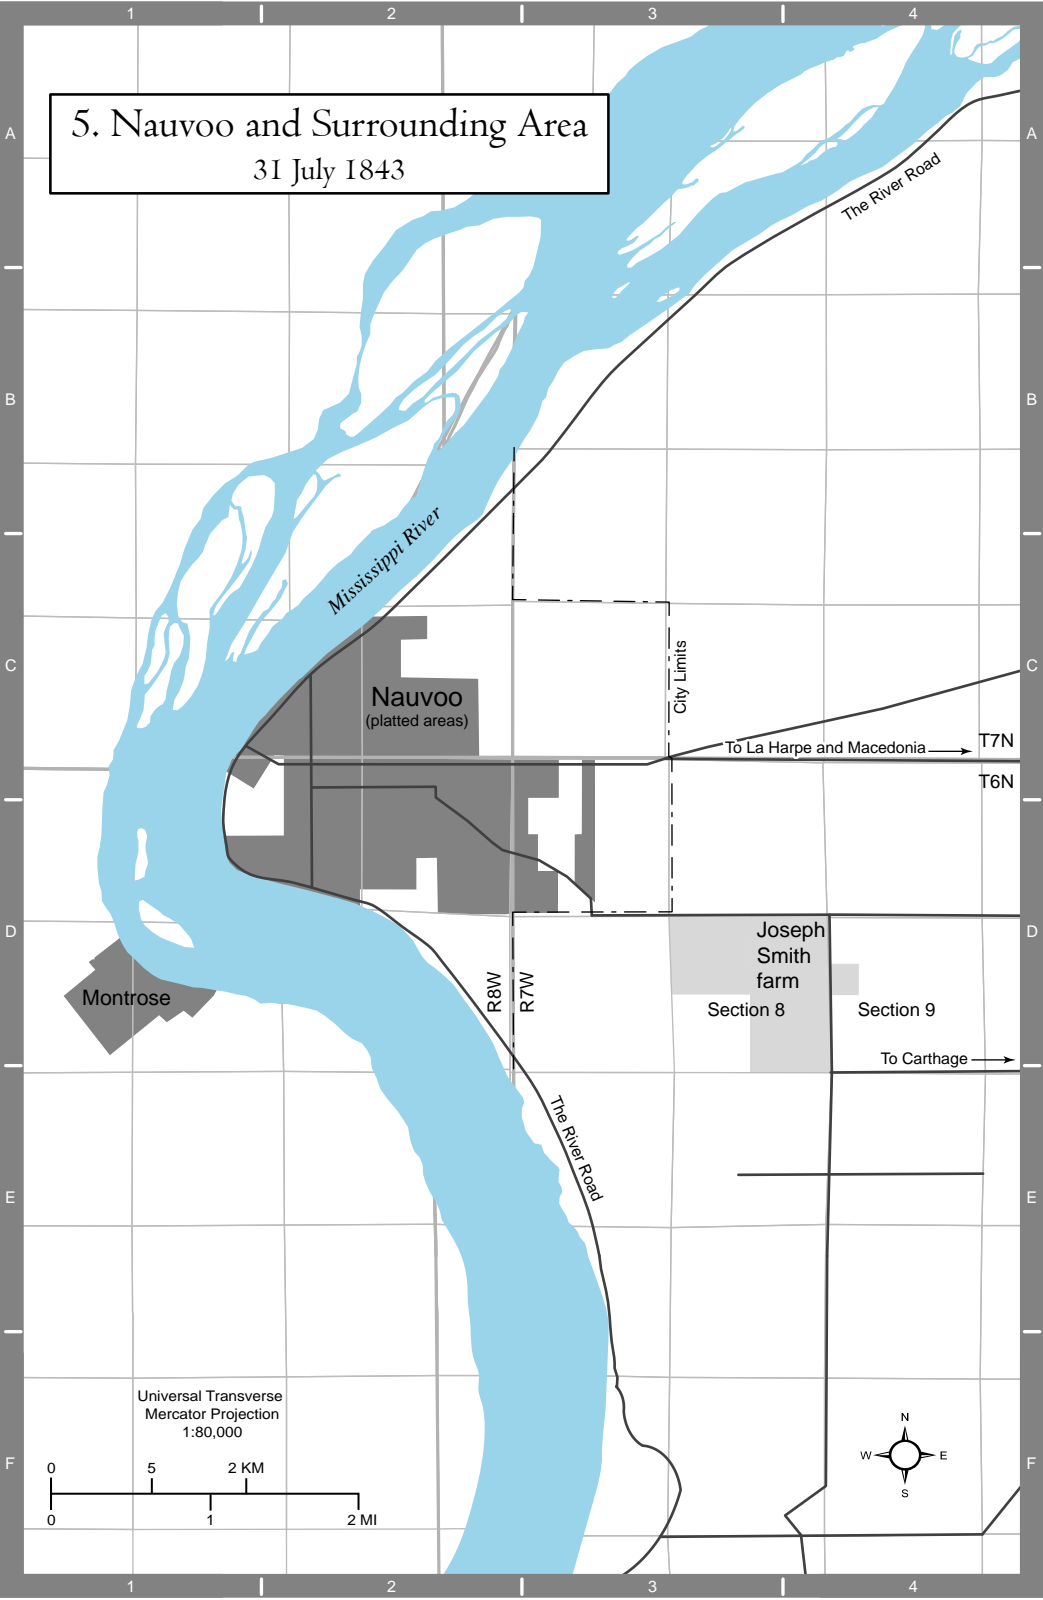 1 2 3 4
5. Nauvoo and Surrounding Area
31 July 1843
A A
The River Road
B B
Mississippi River
C C
City Limits
Nauvoo
(platted areas)
To La Harpe and Macedonia
T7N
T6N
D D
Joseph
Smith
farm
R8W R7W
Montrose
Section 8 Section 9
To Carthage
The River Road
E E
Universal Transverse
Mercator Projection
1:80,000
N
W E
S
F F
0 5 2 KM
0 1 2 MI
1 2 3 4